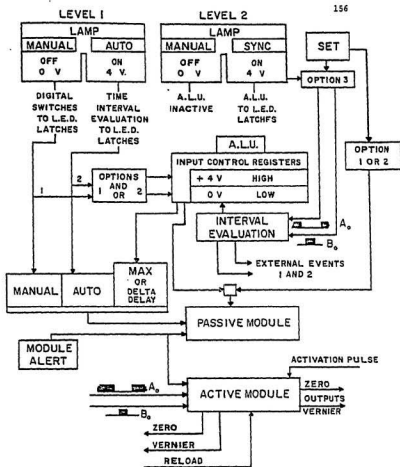 156
LEVEL 1
LEVEL 2
LAMP
LAMP
MANUAL
AUTO
MANUAL
SYNC
SET
OFF
0 V
ON
4 V.
OFF
0 V
ON
4 V
OPTION 3
DIGITAL
SWITCHES
TO L.E.D.
LATCHES
TIME
INTERVAL
EVALUATION
TO L.E.D.
LATCHES
A.L.U.
INACTIVE
A.L.U.
TO L.E.D.
LATCHES
OPTION
1 OR 2
A.L.U.
INPUT CONTROL REGISTERS
+ 4 V HIGH
0 V LOW
2
1
OPTIONS
AND
1 OR 2
INTERVAL
EVALUATION
A₀
B₀
EXTERNAL EVENTS
1 AND 2
MANUAL
AUTO
MAX
OR
DELTA
DELAY
PASSIVE MODULE
MODULE
ALERT
ACTIVATION PULSE
A₀
B₀
ACTIVE MODULE
ZERO
OUTPUTS
VERNIER
ZERO
VERNIER
RELOAD